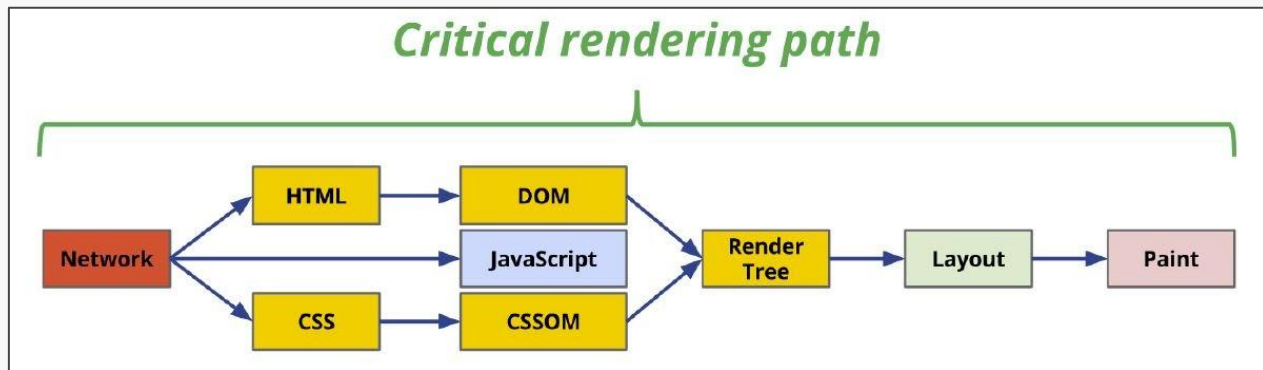 Critical rendering path
HTML
DOM
Network
JavaScript
Render
Tree
Layout
Paint
CSS
CSSOM